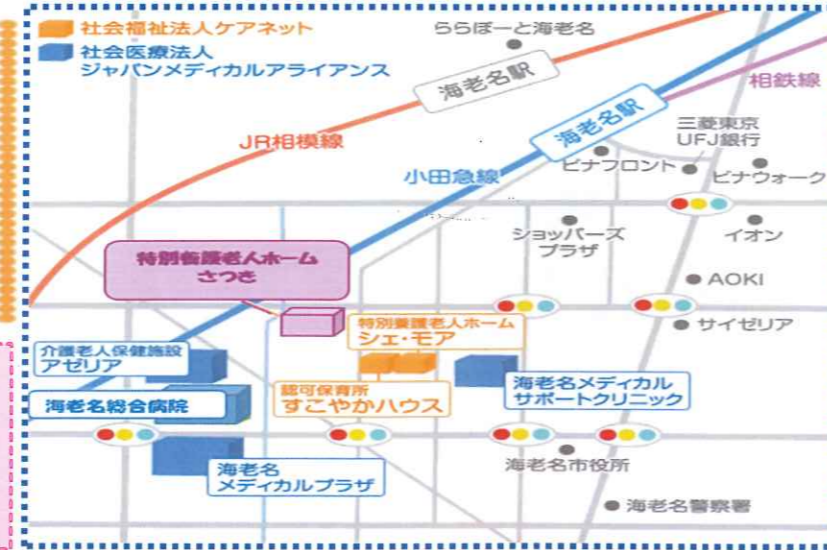 社会福祉法人ケアネット
社会医療法人
ジャパンメディカルアライアンス
ららぽーと海老名
海老名駅
相鉄線
海老名駅
三菱東京
UFJ銀行
JR相模線
小田急線
ビナフロント
ビナウォーク
ショッパーズ
プラザ
イオン
特別養護老人ホーム
さつき
AOKI
特別養護老人ホーム
シェ・モア
サイゼリア
介護老人保健施設
アゼリア
認可保育所
すこやかハウス
海老名メディカル
サポートクリニック
海老名総合病院
海老名
メディカルプラザ
海老名市役所
海老名警察署